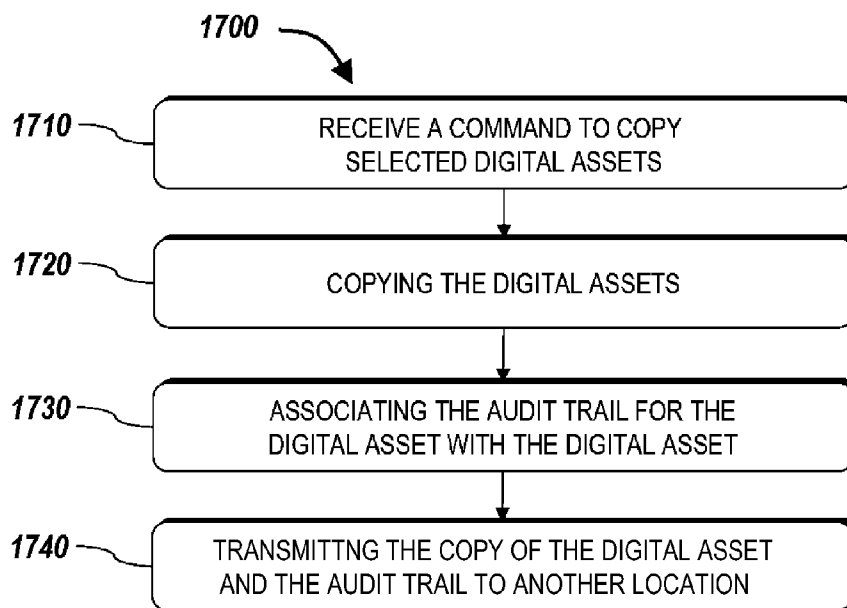 1700
1710
RECEIVE A COMMAND TO COPY
SELECTED DIGITAL ASSETS
1720
COPYING THE DIGITAL ASSETS
1730
ASSOCIATING THE AUDIT TRAIL FOR THE
DIGITAL ASSET WITH THE DIGITAL ASSET
1740
TRANSMITTNG THE COPY OF THE DIGITAL ASSET
AND THE AUDIT TRAIL TO ANOTHER LOCATION